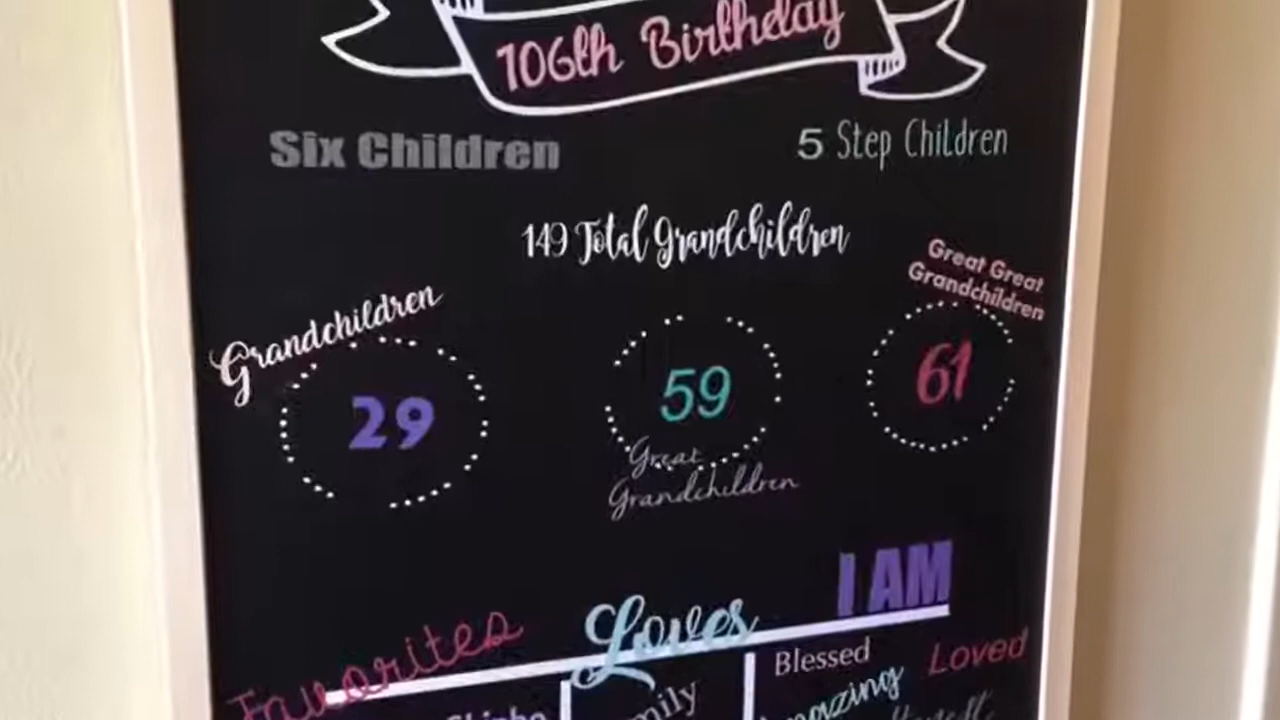 106th Birthday
Six Children
5 Step Children
149 Total Grandchildren
Grandchildren
29
59
Great
Grandchildren
Great Great
Grandchildren
61
Favorites
Loves
I AM
Blessed
Loved